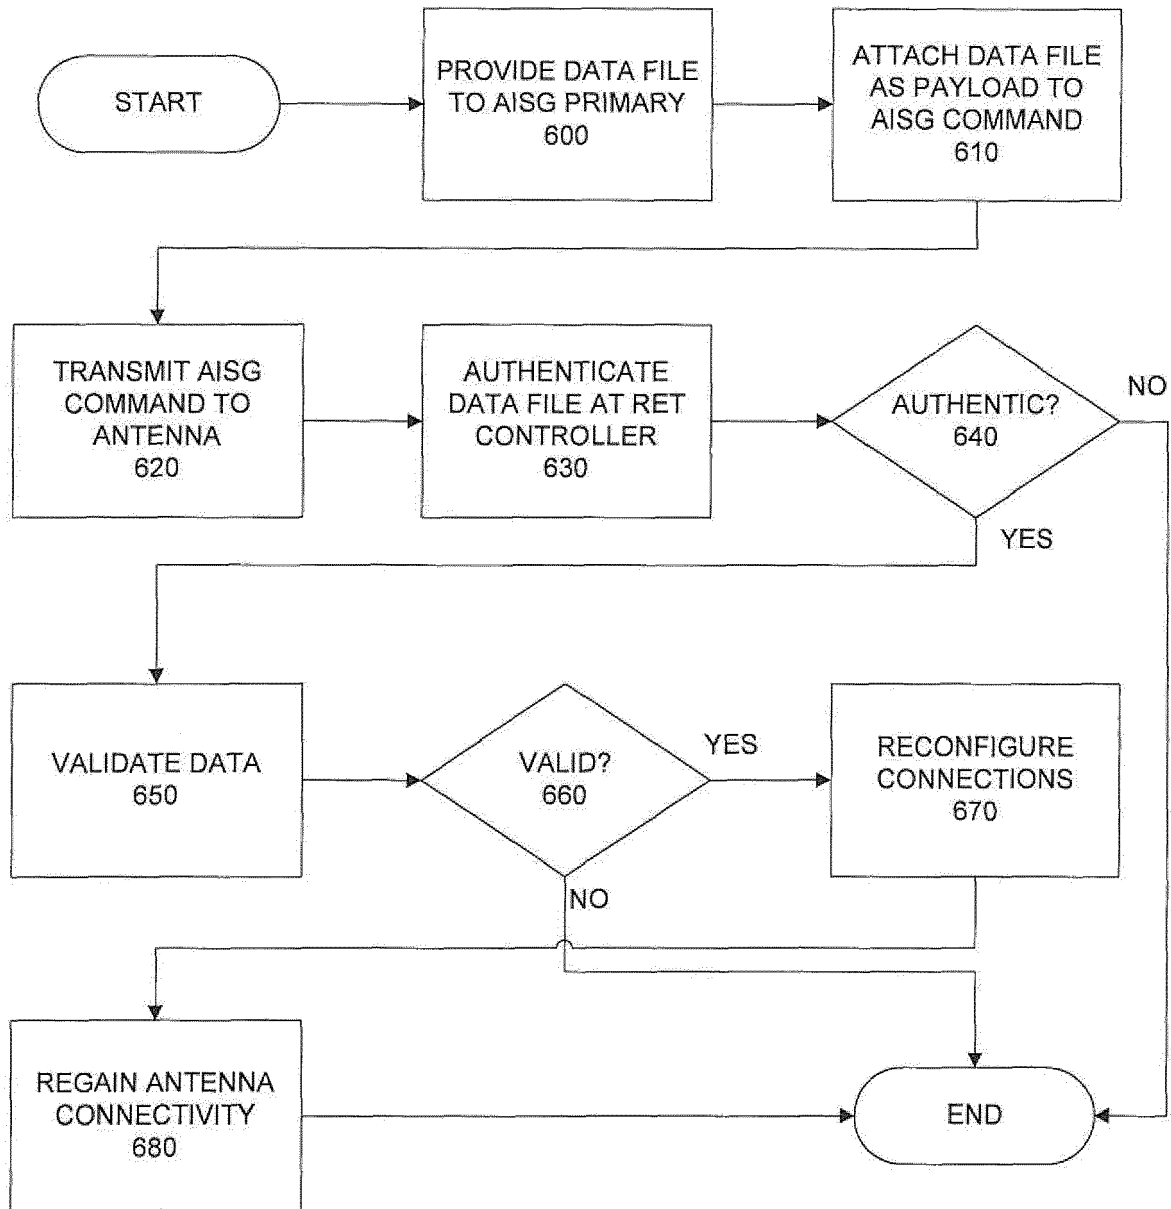 START
PROVIDE DATA FILE
TO AISG PRIMARY
600
ATTACH DATA FILE
AS PAYLOAD TO
AISG COMMAND
610
TRANSMIT AISG
COMMAND TO
ANTENNA
620
AUTHENTICATE
DATA FILE AT RET
CONTROLLER
630
AUTHENTIC?
640
NO
YES
VALIDATE DATA
650
VALID?
660
YES
NO
RECONFIGURE
CONNECTIONS
670
REGAIN ANTENNA
CONNECTIVITY
680
END